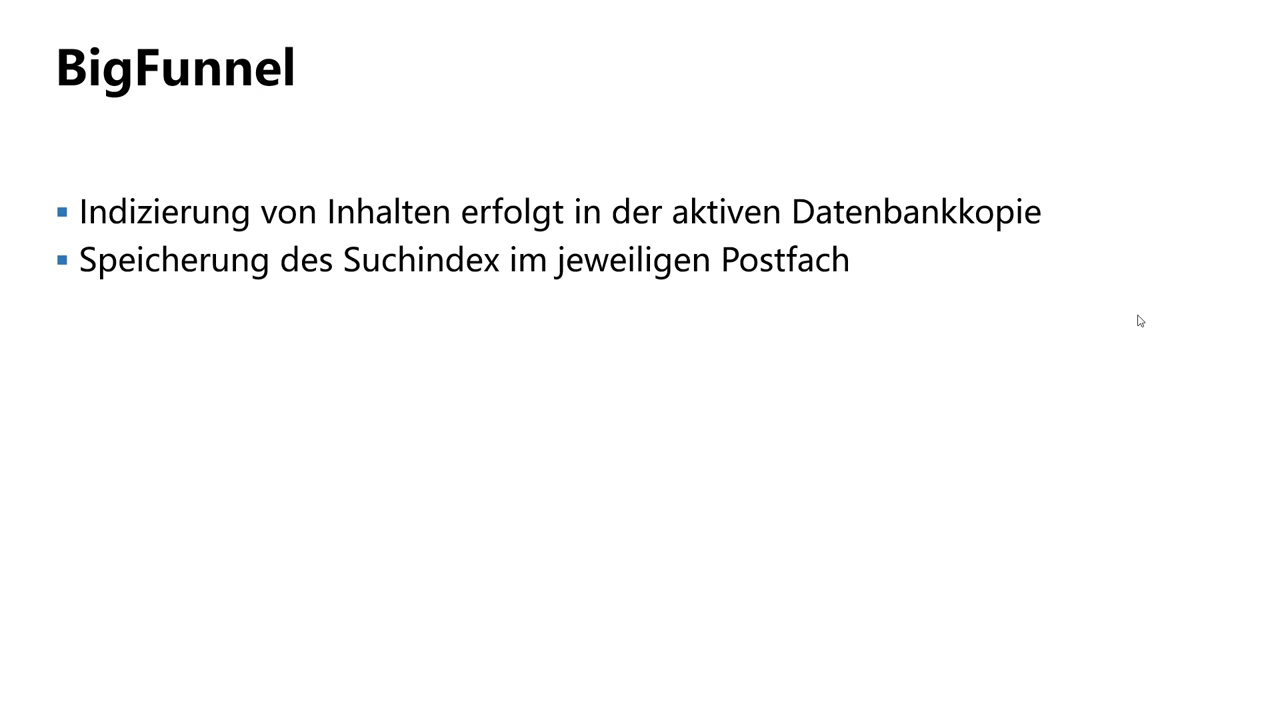 BigFunnel
▪ Indizierung von Inhalten erfolgt in der aktiven Datenbankkopie
▪ Speicherung des Suchindex im jeweiligen Postfach